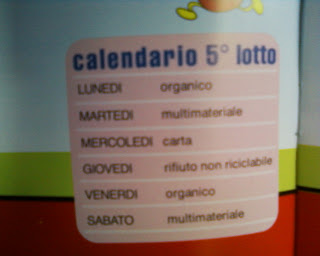 calendario 5° lotto
LUNEDI organico
MARTEDI multimateriale
MERCOLEDI carta
GIOVEDI rifiuto non riciclabile
VENERDI organico
SABATO multimateriale